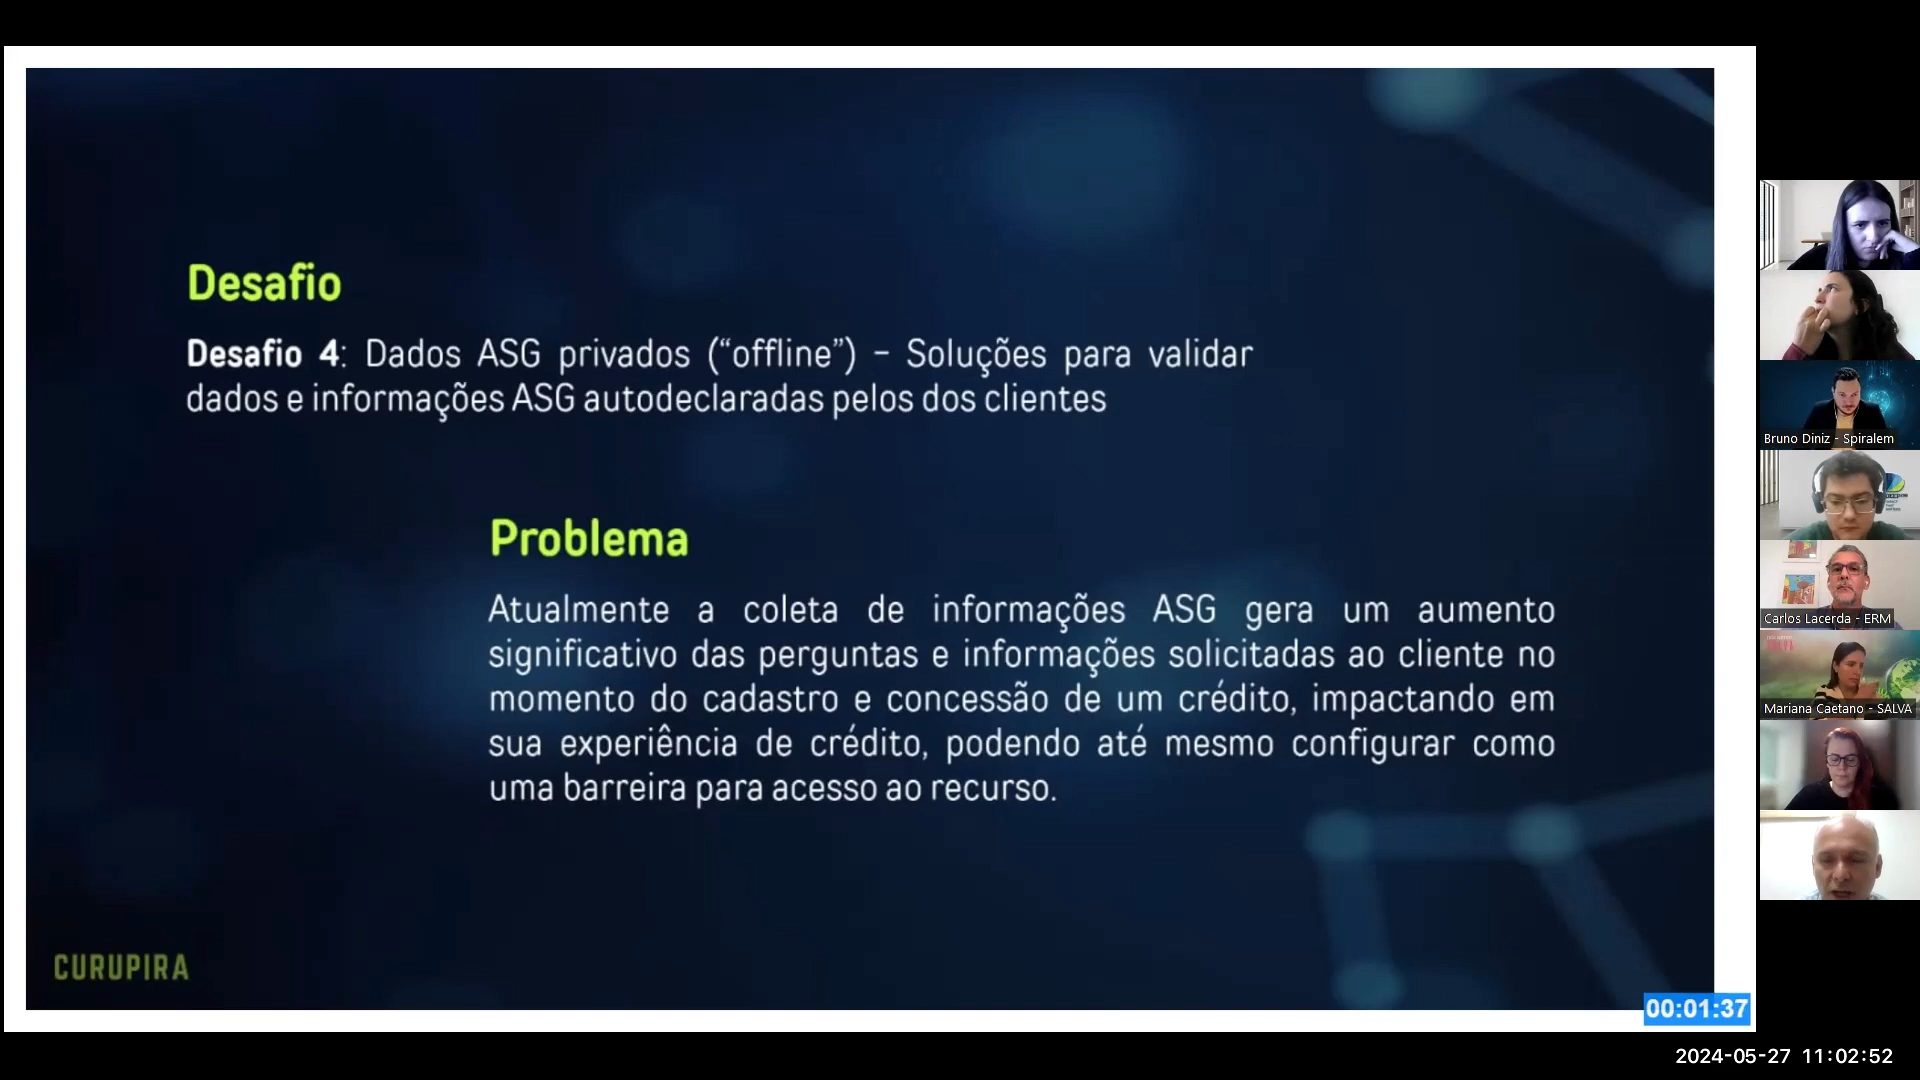 Desafio
Desafio 4: Dados ASG privados (“offline”) – Soluções para validar
dados e informações ASG autodeclaradas pelos dos clientes
Problema
Atualmente a coleta de informações ASG gera um aumento
significativo das perguntas e informações solicitadas ao cliente no
momento do cadastro e concessão de um crédito, impactando em
sua experiência de crédito, podendo até mesmo configurar como
uma barreira para acesso ao recurso.
CURUPIRA
00:01:37
Bruno Diniz - Spiralem
Carlos Lacerda - ERM
Mariana Caetano - SALVA
2024-05-27 11:02:52